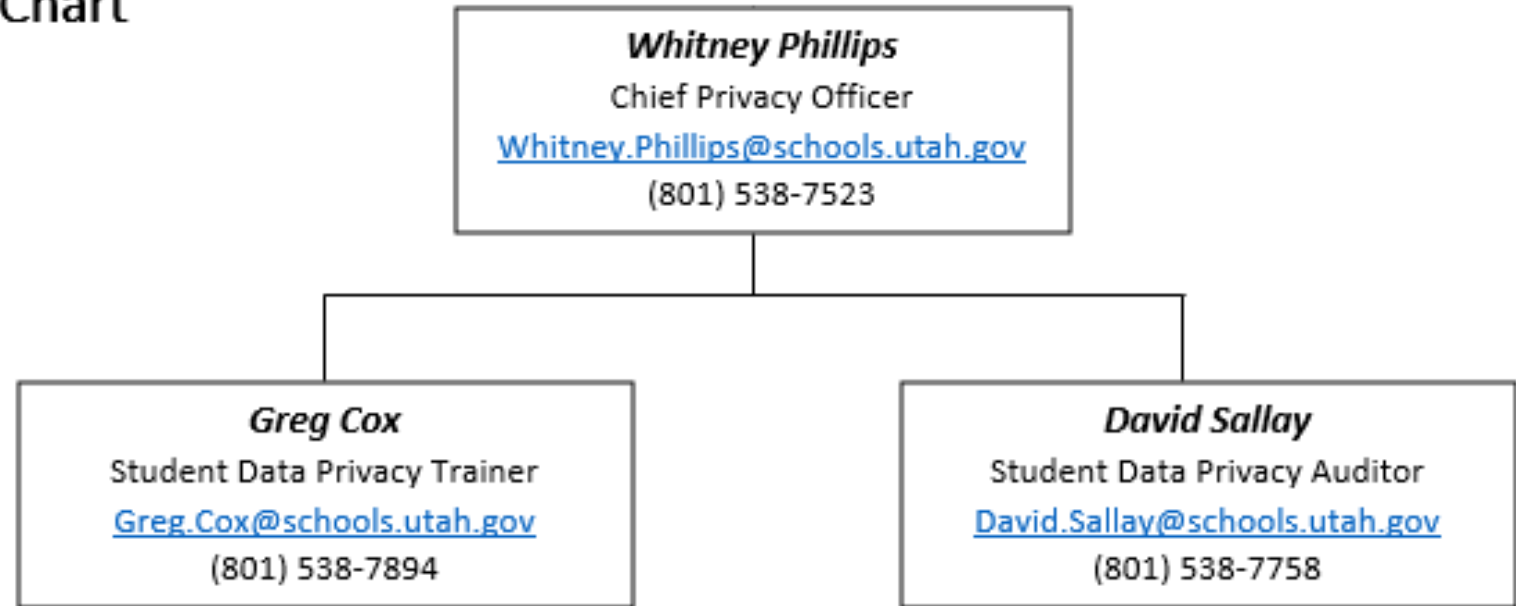 Chart
Whitney Phillips
Chief Privacy Officer
Whitney.Phillips@schools.utah.gov
(801) 538-7523
Greg Cox
Student Data Privacy Trainer
Greg.Cox@schools.utah.gov
(801) 538-7894
David Sallay
Student Data Privacy Auditor
David.Sallay@schools.utah.gov
(801) 538-7758